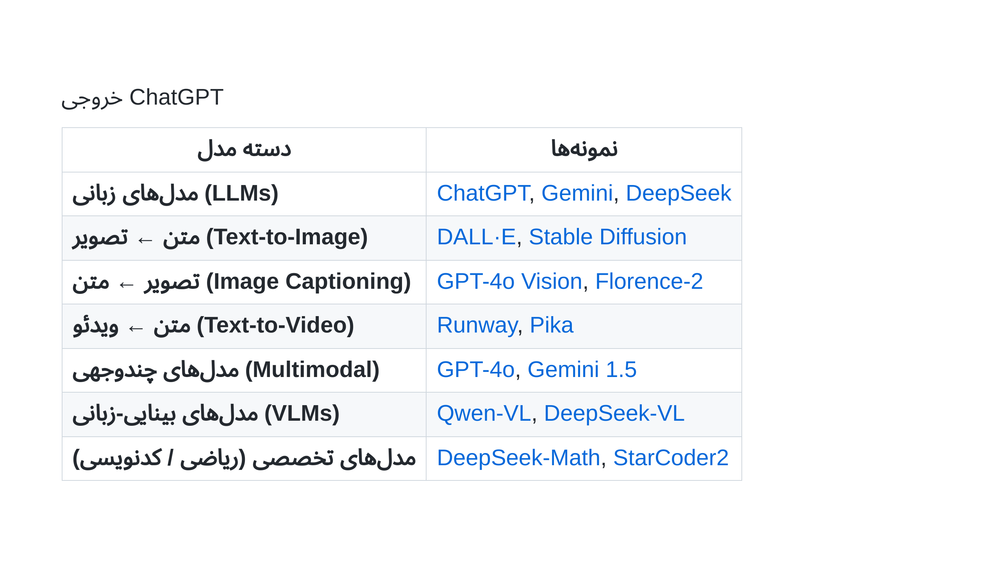 خروجی ChatGPT
دسته مدل	نمونه‌ها
مدل‌های زبانی (LLMs)	ChatGPT, Gemini, DeepSeek
متن ← تصویر (Text-to-Image)	DALL·E, Stable Diffusion
تصویر ← متن (Image Captioning)	GPT-4o Vision, Florence-2
متن ← ویدئو (Text-to-Video)	Runway, Pika
مدل‌های چندوجهی (Multimodal)	GPT-4o, Gemini 1.5
مدل‌های بینایی-زبانی (VLMs)	Qwen-VL, DeepSeek-VL
مدل‌های تخصصی (ریاضی / کدنویسی)	DeepSeek-Math, StarCoder2